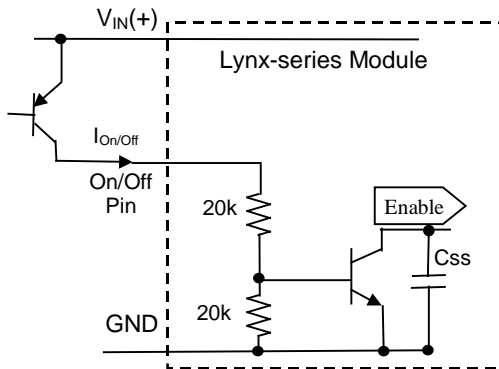 VIN(+)
Lynx-series Module
IOn/Off
On/Off
Pin
20k
Enable
Css
GND
20k